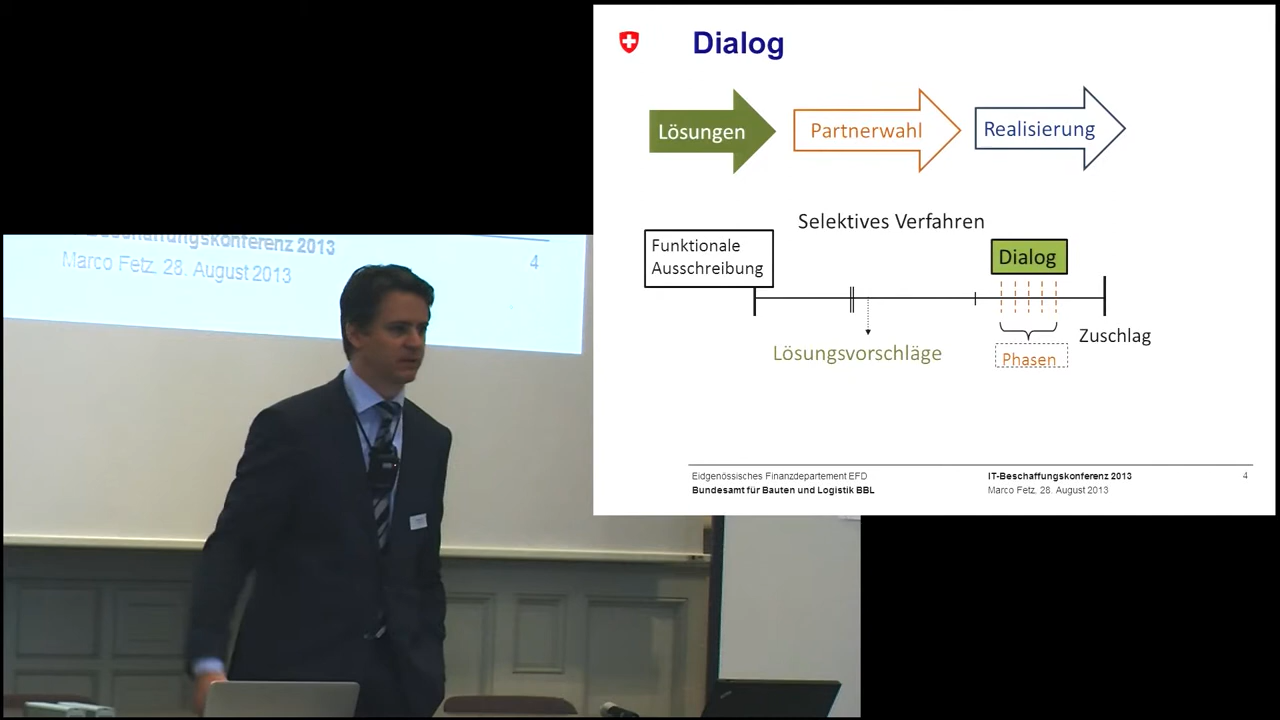 Dialog
Lösungen
Partnerwahl
Realisierung
Selektives Verfahren
Funktionale
Ausschreibung
Dialog
Zuschlag
Lösungsvorschläge
Phasen
Eidgenössisches Finanzdepartement EFD
Bundesamt für Bauten und Logistik BBL
IT-Beschaffungskonferenz 2013
Marco Fetz, 28. August 2013
4
Beschaffungskonferenz 2013
Marco Fetz, 28. August 2013
4